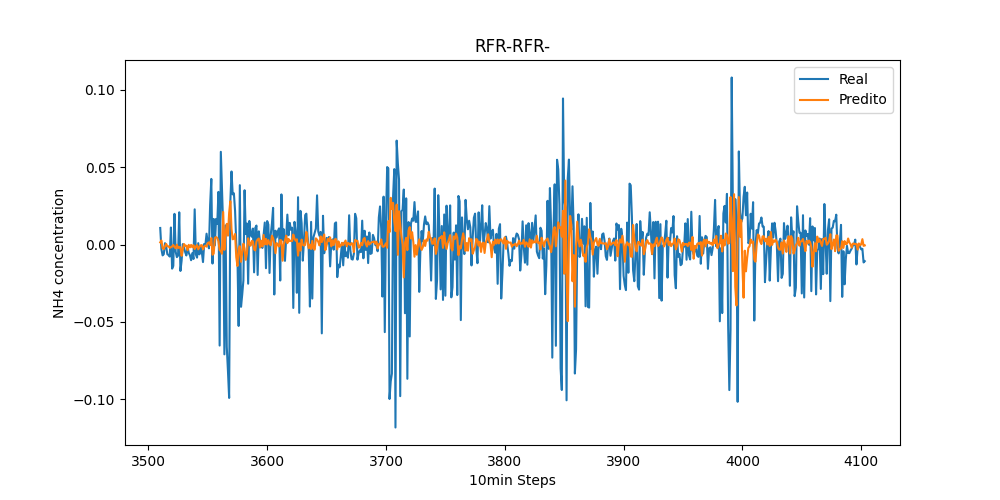 RFR-RFR-
Real
Predito
NH4 concentration
0.10
0.05
0.00
−0.05
−0.10
3500 3600 3700 3800 3900 4000 4100
10min Steps